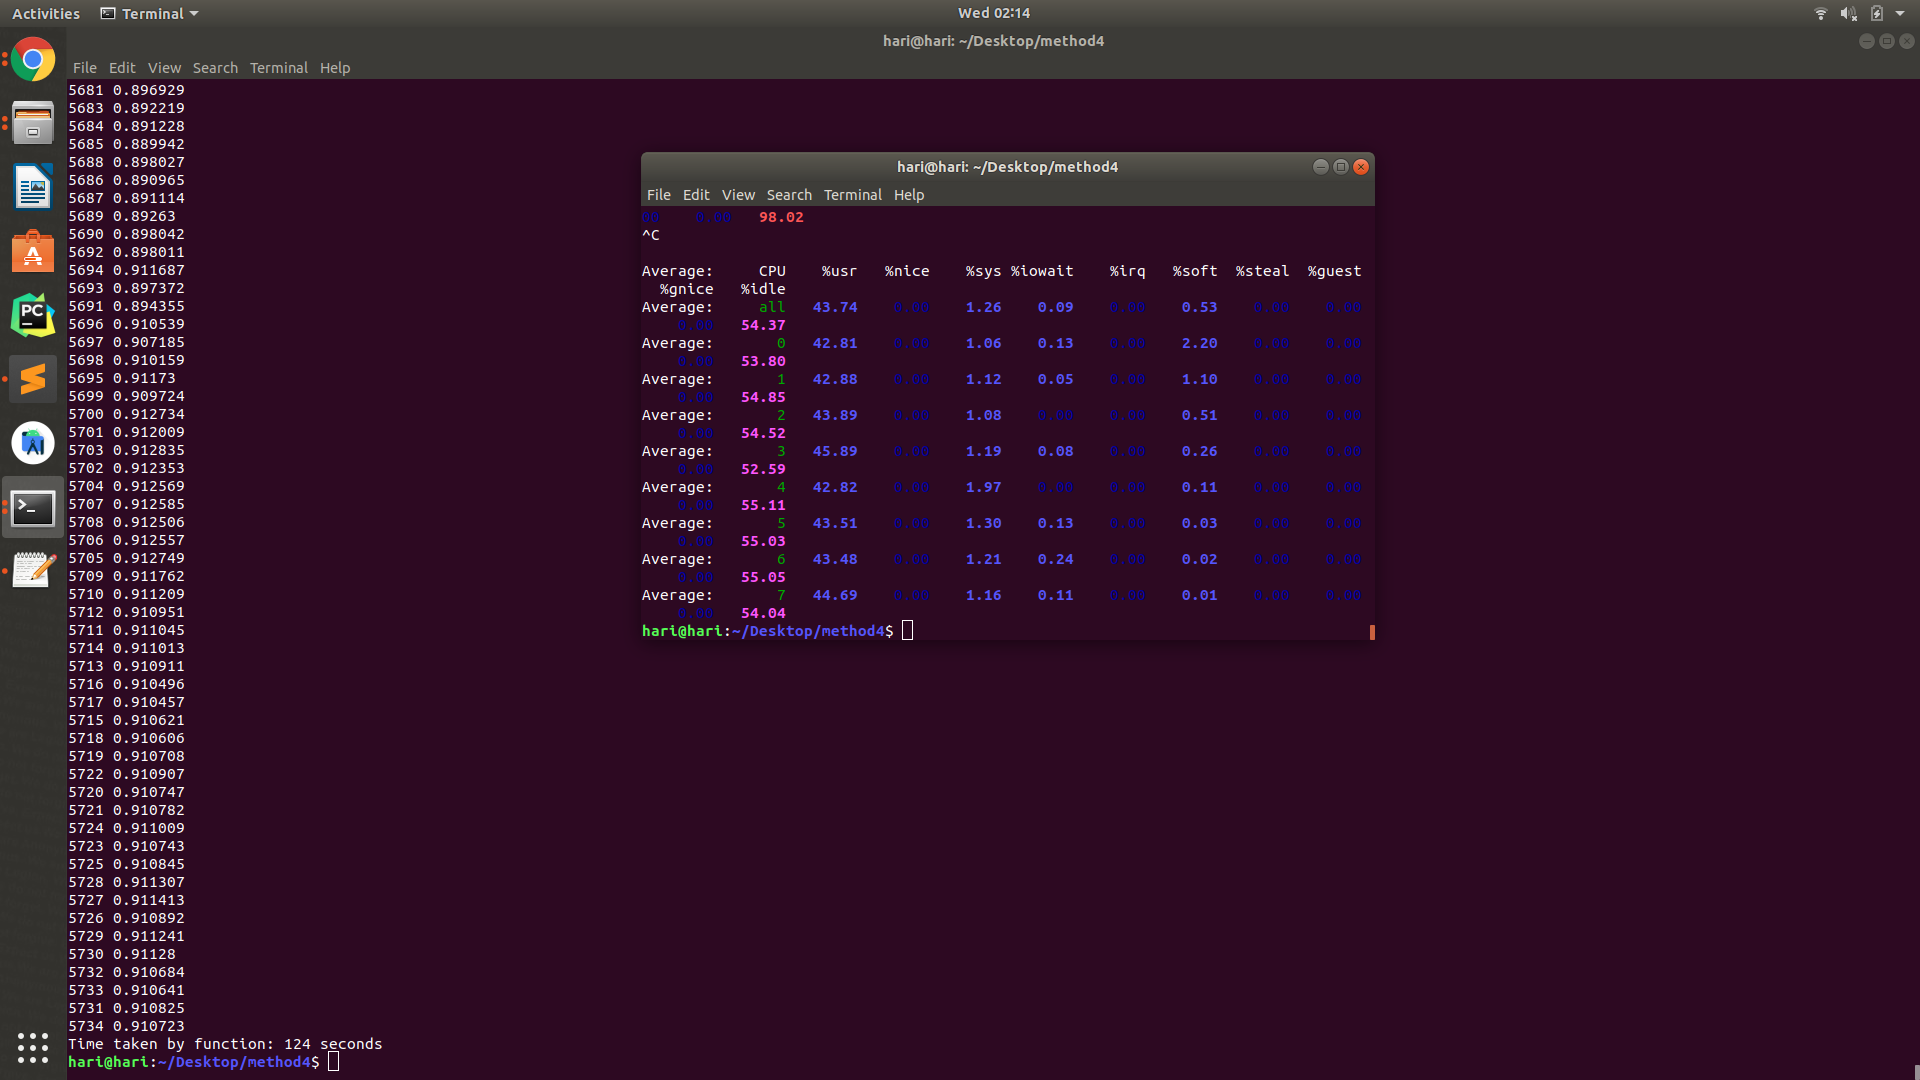 Activities Terminal Wed 02:14
hari@hari: ~/Desktop/method4
File Edit View Search Terminal Help
5681 0.896929
5683 0.892219
5684 0.891228
5685 0.889942
5688 0.898027
5686 0.890965
5687 0.891114
5689 0.89263
5690 0.898042
5692 0.898011
5694 0.911687
5693 0.897372
5691 0.894355
5696 0.910539
5697 0.907185
5698 0.910159
5695 0.91173
5699 0.909724
5700 0.912734
5701 0.912009
5703 0.912835
5702 0.912353
5704 0.912569
5707 0.912585
5708 0.912506
5706 0.912557
5705 0.912749
5709 0.911762
5710 0.911209
5712 0.910951
5711 0.911045
5714 0.911013
5713 0.910911
5716 0.910496
5717 0.910457
5715 0.910621
5718 0.910606
5719 0.910708
5722 0.910907
5720 0.910747
5721 0.910782
5724 0.911009
5723 0.910743
5725 0.910845
5728 0.911307
5727 0.911413
5726 0.910892
5729 0.911241
5730 0.91128
5732 0.910684
5733 0.910641
5731 0.910825
5734 0.910723
Time taken by function: 124 seconds
hari@hari:~/Desktop/method4$
hari@hari: ~/Desktop/method4
File Edit View Search Terminal Help
00 0.00 98.02
^C
Average: CPU %usr %nice %sys %iowait %irq %soft %steal %guest
%gnice %idle
Average: all 43.74 0.00 1.26 0.09 0.00 0.53 0.00 0.00
0.00 54.37
Average: 0 42.81 0.00 1.06 0.13 0.00 2.20 0.00 0.00
0.00 53.80
Average: 1 42.88 0.00 1.12 0.05 0.00 1.10 0.00 0.00
0.00 54.85
Average: 2 43.89 0.00 1.08 0.00 0.00 0.51 0.00 0.00
0.00 54.52
Average: 3 45.89 0.00 1.19 0.08 0.00 0.26 0.00 0.00
0.00 52.59
Average: 4 42.82 0.00 1.97 0.00 0.00 0.11 0.00 0.00
0.00 55.11
Average: 5 43.51 0.00 1.30 0.13 0.00 0.03 0.00 0.00
0.00 55.03
Average: 6 43.48 0.00 1.21 0.24 0.00 0.02 0.00 0.00
0.00 55.05
Average: 7 44.69 0.00 1.16 0.11 0.00 0.01 0.00 0.00
0.00 54.04
hari@hari:~/Desktop/method4$
PC